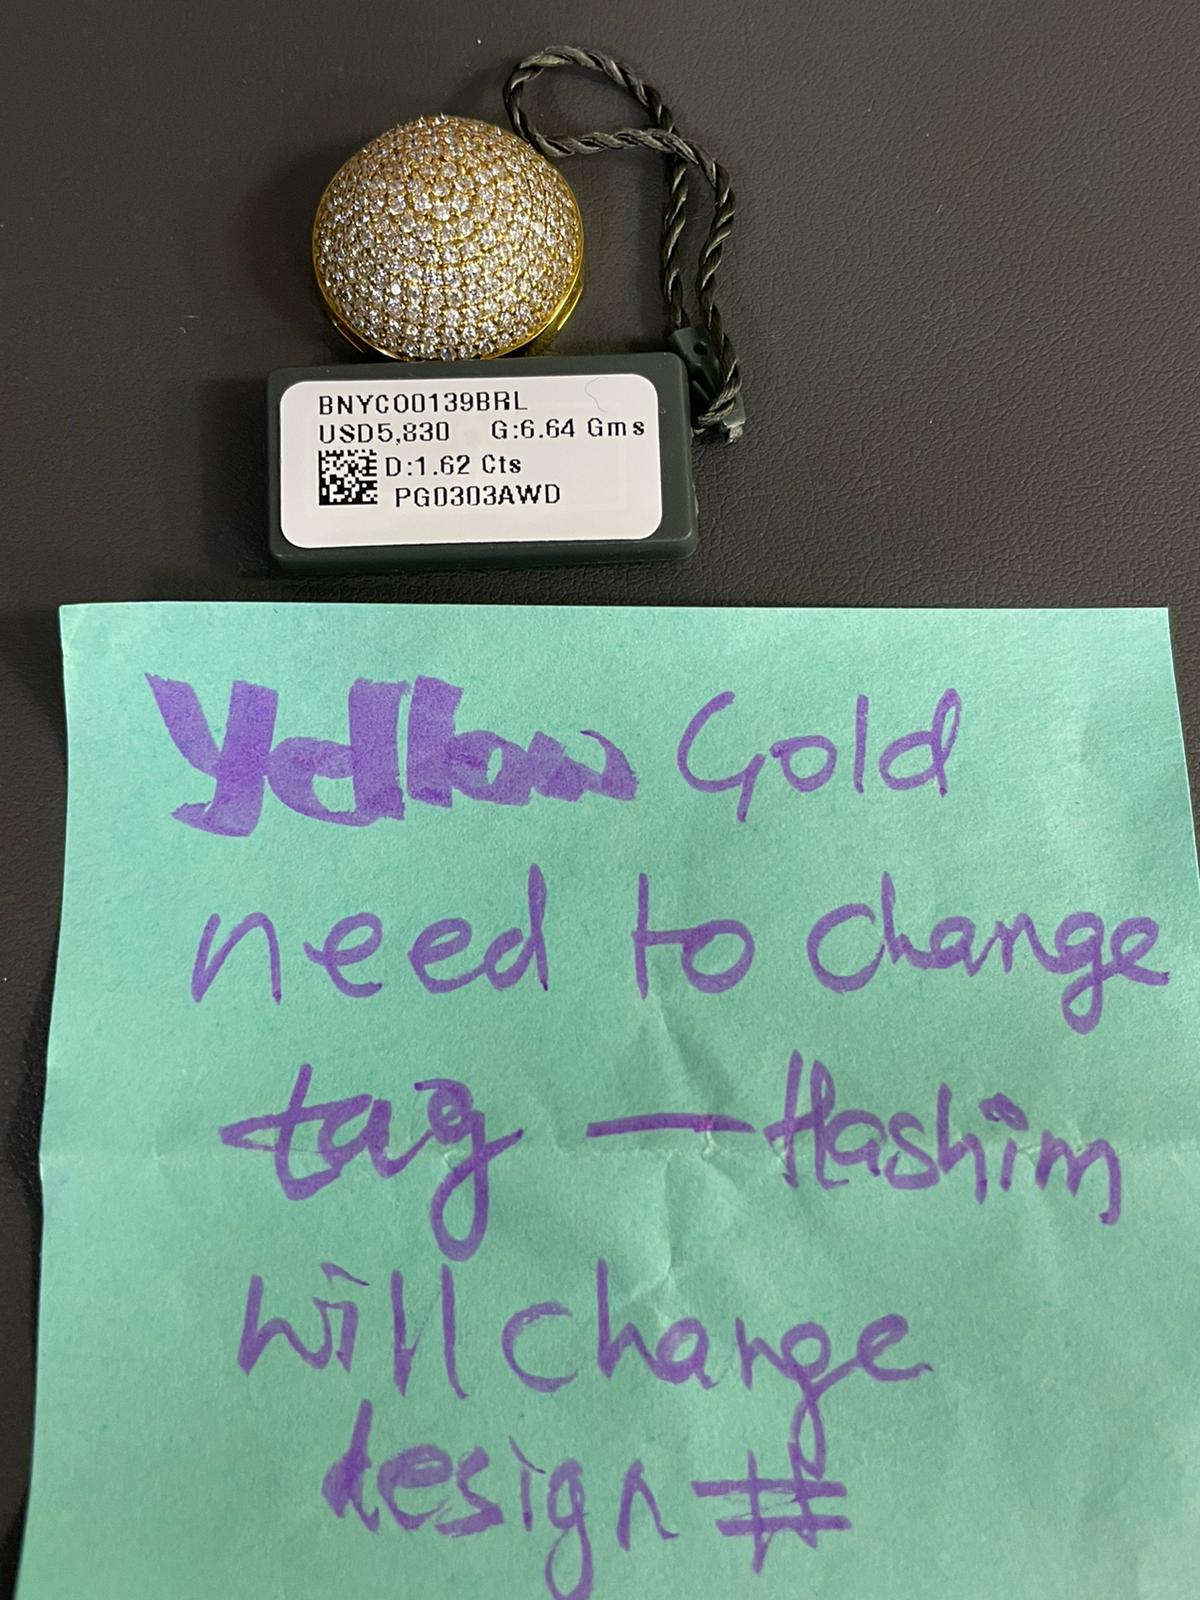 BNYC00139BRL
USD5,830 G:6.64 Gms
D:1.62 Cts
PG0303AWD
Yellow Gold
need to change
tag — Hashim
will change
design #